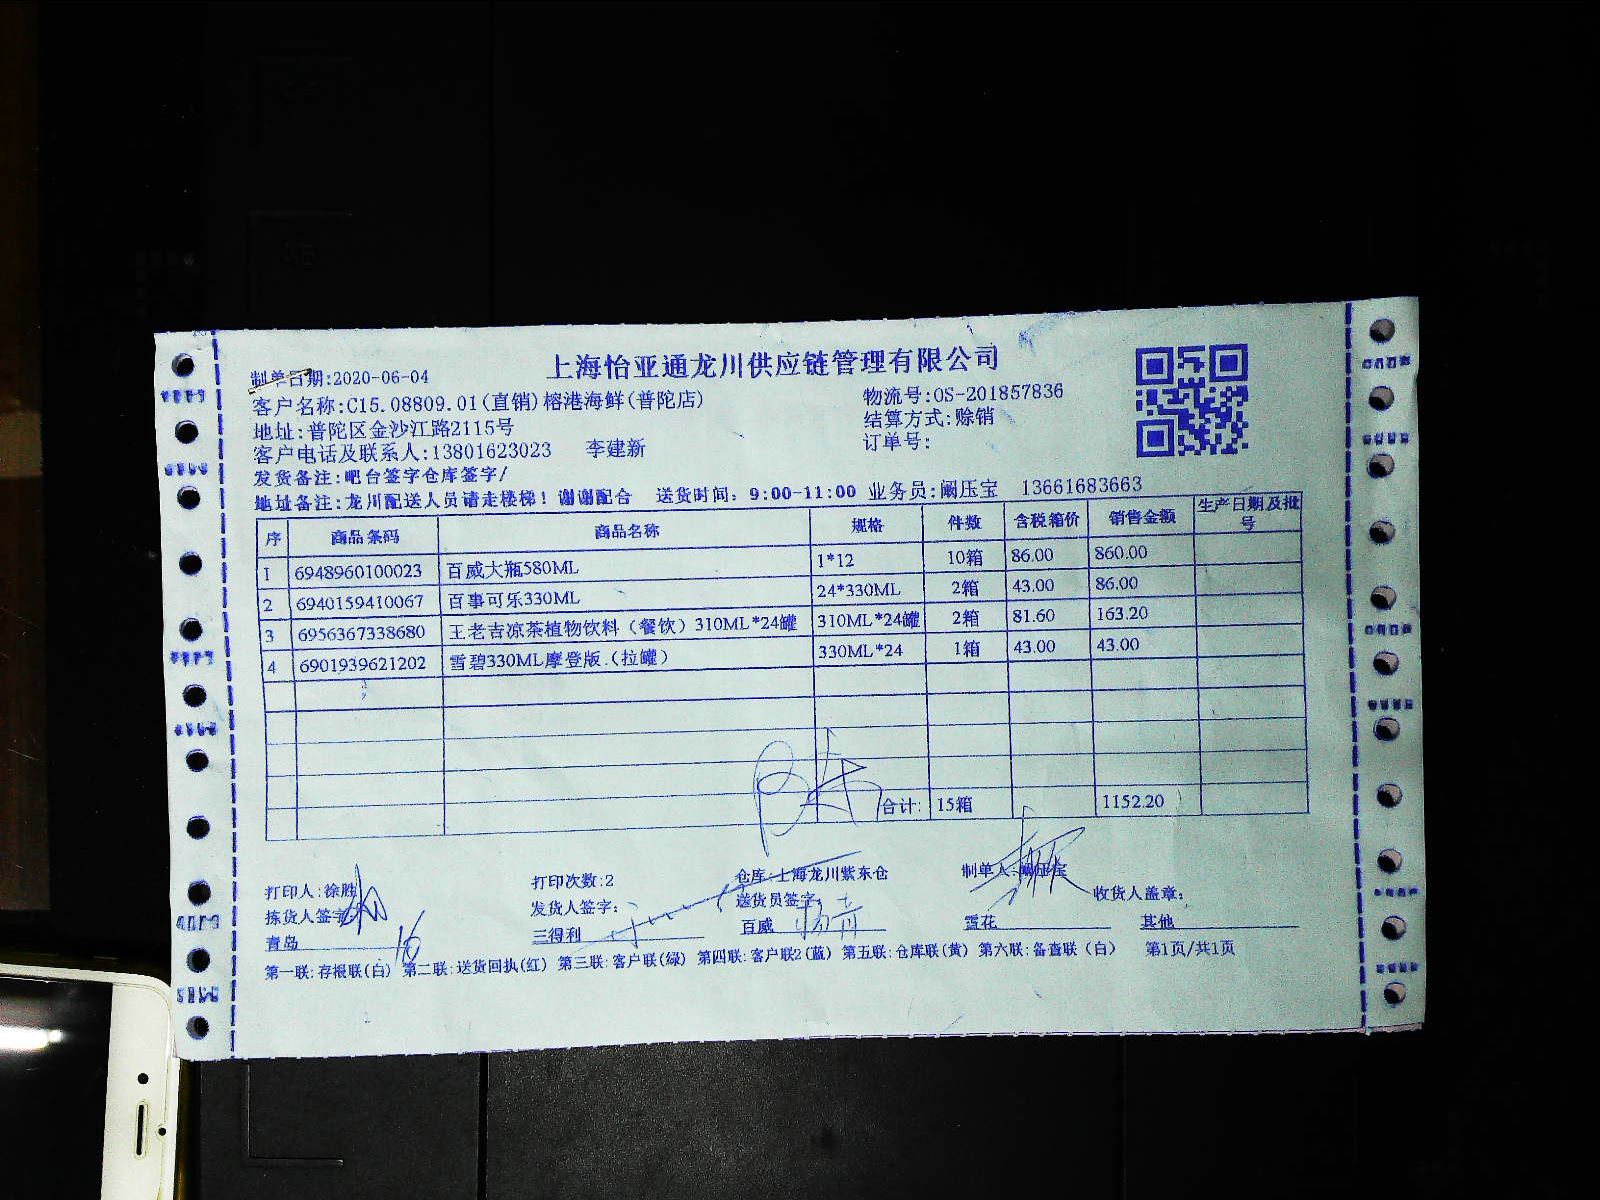 上海怡亚通龙川供应链管理有限公司
制单日期:2020-06-04
客户名称:C15.08809.01(直销)榕港海鲜(普陀店) 物流号:OS-201857836
地址:普陀区金沙江路2115号 结算方式:赊销
客户电话及联系人:13801623023 李建新 订单号:
发货备注:吧台签字仓库签字/
地址备注:龙川配送人员请走楼梯！谢谢配合 送货时间：9:00-11:00 业务员:阚压宝 13661683663
序 商品条码 商品名称 规格 件数 含税箱价 销售金额 生产日期及批号
1 6948960100023 百威大瓶580ML 1*12 10箱 86.00 860.00
2 6940159410067 百事可乐330ML 24*330ML 2箱 43.00 86.00
3 6956367338680 王老吉凉茶植物饮料（餐饮）310ML*24罐 310ML*24罐 2箱 81.60 163.20
4 6901939621202 雪碧330ML摩登版.(拉罐） 330ML*24 1箱 43.00 43.00
合计: 15箱 1152.20
打印人:徐胜 打印次数:2 仓库:上海龙川紫东仓 制单人:阚压宝 收货人盖章:
拣货人签字 发货人签字: 送货员签字:
青岛 16 三得利 百威 雪花 其他
第一联:存根联(白) 第二联:送货回执(红) 第三联:客户联(绿) 第四联:客户联2(蓝) 第五联:仓库联(黄) 第六联:备查联（白） 第1页/共1页